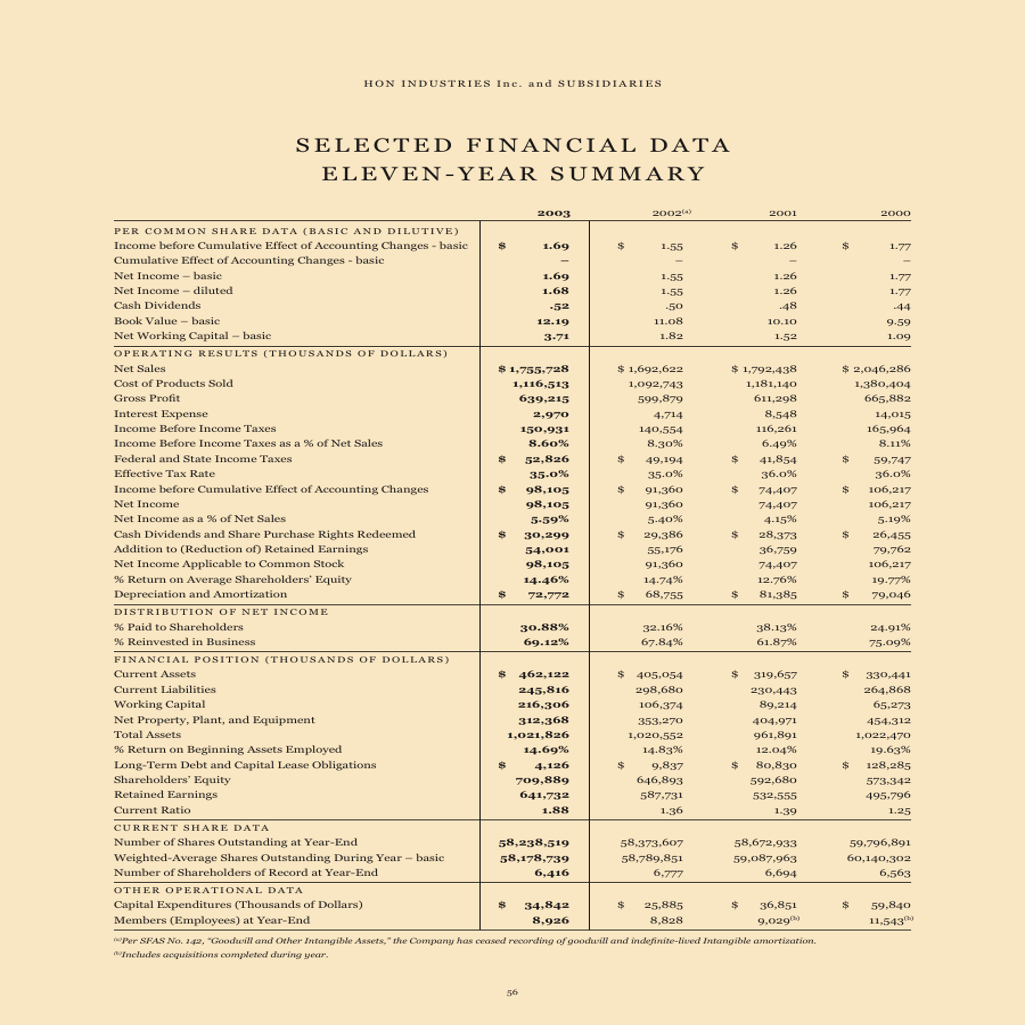 HON INDUSTRIES Inc. and SUBSIDIARIES
SELECTED FINANCIAL DATA
ELEVEN-YEAR SUMMARY
2003 2002(a) 2001 2000
PER COMMON SHARE DATA (BASIC AND DILUTIVE)
Income before Cumulative Effect of Accounting Changes - basic $ 1.69 $ 1.55 $ 1.26 $ 1.77
Cumulative Effect of Accounting Changes - basic – – – –
Net Income – basic 1.69 1.55 1.26 1.77
Net Income – diluted 1.68 1.55 1.26 1.77
Cash Dividends .52 .50 .48 .44
Book Value – basic 12.19 11.08 10.10 9.59
Net Working Capital – basic 3.71 1.82 1.52 1.09
OPERATING RESULTS (THOUSANDS OF DOLLARS)
Net Sales $ 1,755,728 $ 1,692,622 $ 1,792,438 $ 2,046,286
Cost of Products Sold 1,116,513 1,092,743 1,181,140 1,380,404
Gross Profit 639,215 599,879 611,298 665,882
Interest Expense 2,970 4,714 8,548 14,015
Income Before Income Taxes 150,931 140,554 116,261 165,964
Income Before Income Taxes as a % of Net Sales 8.60% 8.30% 6.49% 8.11%
Federal and State Income Taxes $ 52,826 $ 49,194 $ 41,854 $ 59,747
Effective Tax Rate 35.0% 35.0% 36.0% 36.0%
Income before Cumulative Effect of Accounting Changes $ 98,105 $ 91,360 $ 74,407 $ 106,217
Net Income 98,105 91,360 74,407 106,217
Net Income as a % of Net Sales 5.59% 5.40% 4.15% 5.19%
Cash Dividends and Share Purchase Rights Redeemed $ 30,299 $ 29,386 $ 28,373 $ 26,455
Addition to (Reduction of) Retained Earnings 54,001 55,176 36,759 79,762
Net Income Applicable to Common Stock 98,105 91,360 74,407 106,217
% Return on Average Shareholders' Equity 14.46% 14.74% 12.76% 19.77%
Depreciation and Amortization $ 72,772 $ 68,755 $ 81,385 $ 79,046
DISTRIBUTION OF NET INCOME
% Paid to Shareholders 30.88% 32.16% 38.13% 24.91%
% Reinvested in Business 69.12% 67.84% 61.87% 75.09%
FINANCIAL POSITION (THOUSANDS OF DOLLARS)
Current Assets $ 462,122 $ 405,054 $ 319,657 $ 330,441
Current Liabilities 245,816 298,680 230,443 264,868
Working Capital 216,306 106,374 89,214 65,273
Net Property, Plant, and Equipment 312,368 353,270 404,971 454,312
Total Assets 1,021,826 1,020,552 961,891 1,022,470
% Return on Beginning Assets Employed 14.69% 14.83% 12.04% 19.63%
Long-Term Debt and Capital Lease Obligations $ 4,126 $ 9,837 $ 80,830 $ 128,285
Shareholders' Equity 709,889 646,893 592,680 573,342
Retained Earnings 641,732 587,731 532,555 495,796
Current Ratio 1.88 1.36 1.39 1.25
CURRENT SHARE DATA
Number of Shares Outstanding at Year-End 58,238,519 58,373,607 58,672,933 59,796,891
Weighted-Average Shares Outstanding During Year – basic 58,178,739 58,789,851 59,087,963 60,140,302
Number of Shareholders of Record at Year-End 6,416 6,777 6,694 6,563
OTHER OPERATIONAL DATA
Capital Expenditures (Thousands of Dollars) $ 34,842 $ 25,885 $ 36,851 $ 59,840
Members (Employees) at Year-End 8,926 8,828 9,029(b) 11,543(b)
(a)Per SFAS No. 142, "Goodwill and Other Intangible Assets," the Company has ceased recording of goodwill and indefinite-lived Intangible amortization.
(b)Includes acquisitions completed during year.
56